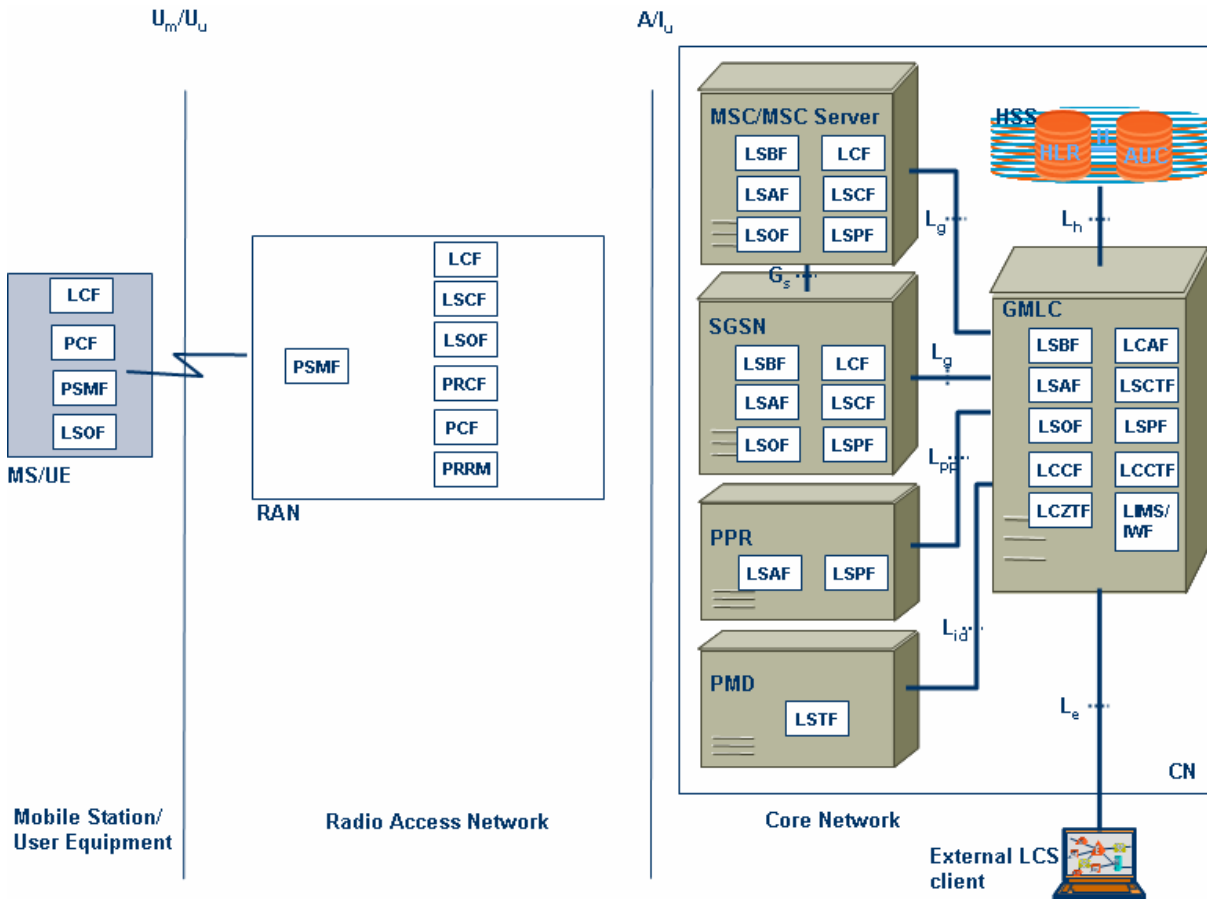 Um/Uu
A/Iu
MS/UE
LCF
PCF
PSMF
LSOF
Mobile Station/
User Equipment
RAN
PSMF
LCF
LSCF
LSOF
PRCF
PCF
PRRM
Radio Access Network
MSC/MSC Server
LSBF LCF
LSAF LSCF
LSOF LSPF
Gs
SGSN
LSBF LCF
LSAF LSCF
LSOF LSPF
PPR
LSAF LSPF
PMD
LSTF
Lg
Lg
Lpp
Lid
HSS
HLR H AUC
Lh
GMLC
LSBF LCAF
LSAF LSCTF
LSOF LSPF
LCCF LCCTF
LCZTF LIMS/
IWF
Le
CN
Core Network
External LCS
client